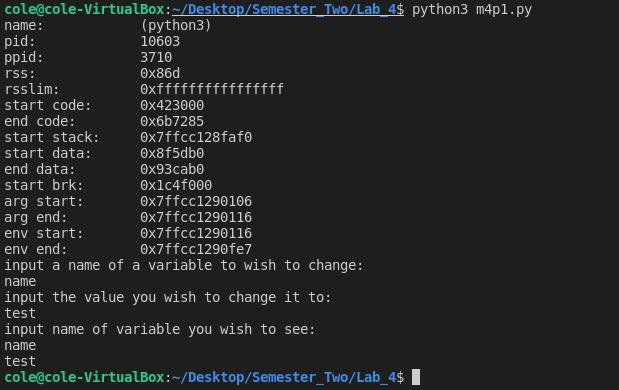 cole@cole-VirtualBox:~/Desktop/Semester_Two/Lab_4$ python3 m4p1.py
name: (python3)
pid: 10603
ppid: 3710
rss: 0x86d
rsslim: 0xffffffffffffffff
start code: 0x423000
end code: 0x6b7285
start stack: 0x7ffcc128faf0
start data: 0x8f5db0
end data: 0x93cab0
start brk: 0x1c4f000
arg start: 0x7ffcc1290106
arg end: 0x7ffcc1290116
env start: 0x7ffcc1290116
env end: 0x7ffcc1290fe7
input a name of a variable to wish to change:
name
input the value you wish to change it to:
test
input name of variable you wish to see:
name
test
cole@cole-VirtualBox:~/Desktop/Semester_Two/Lab_4$